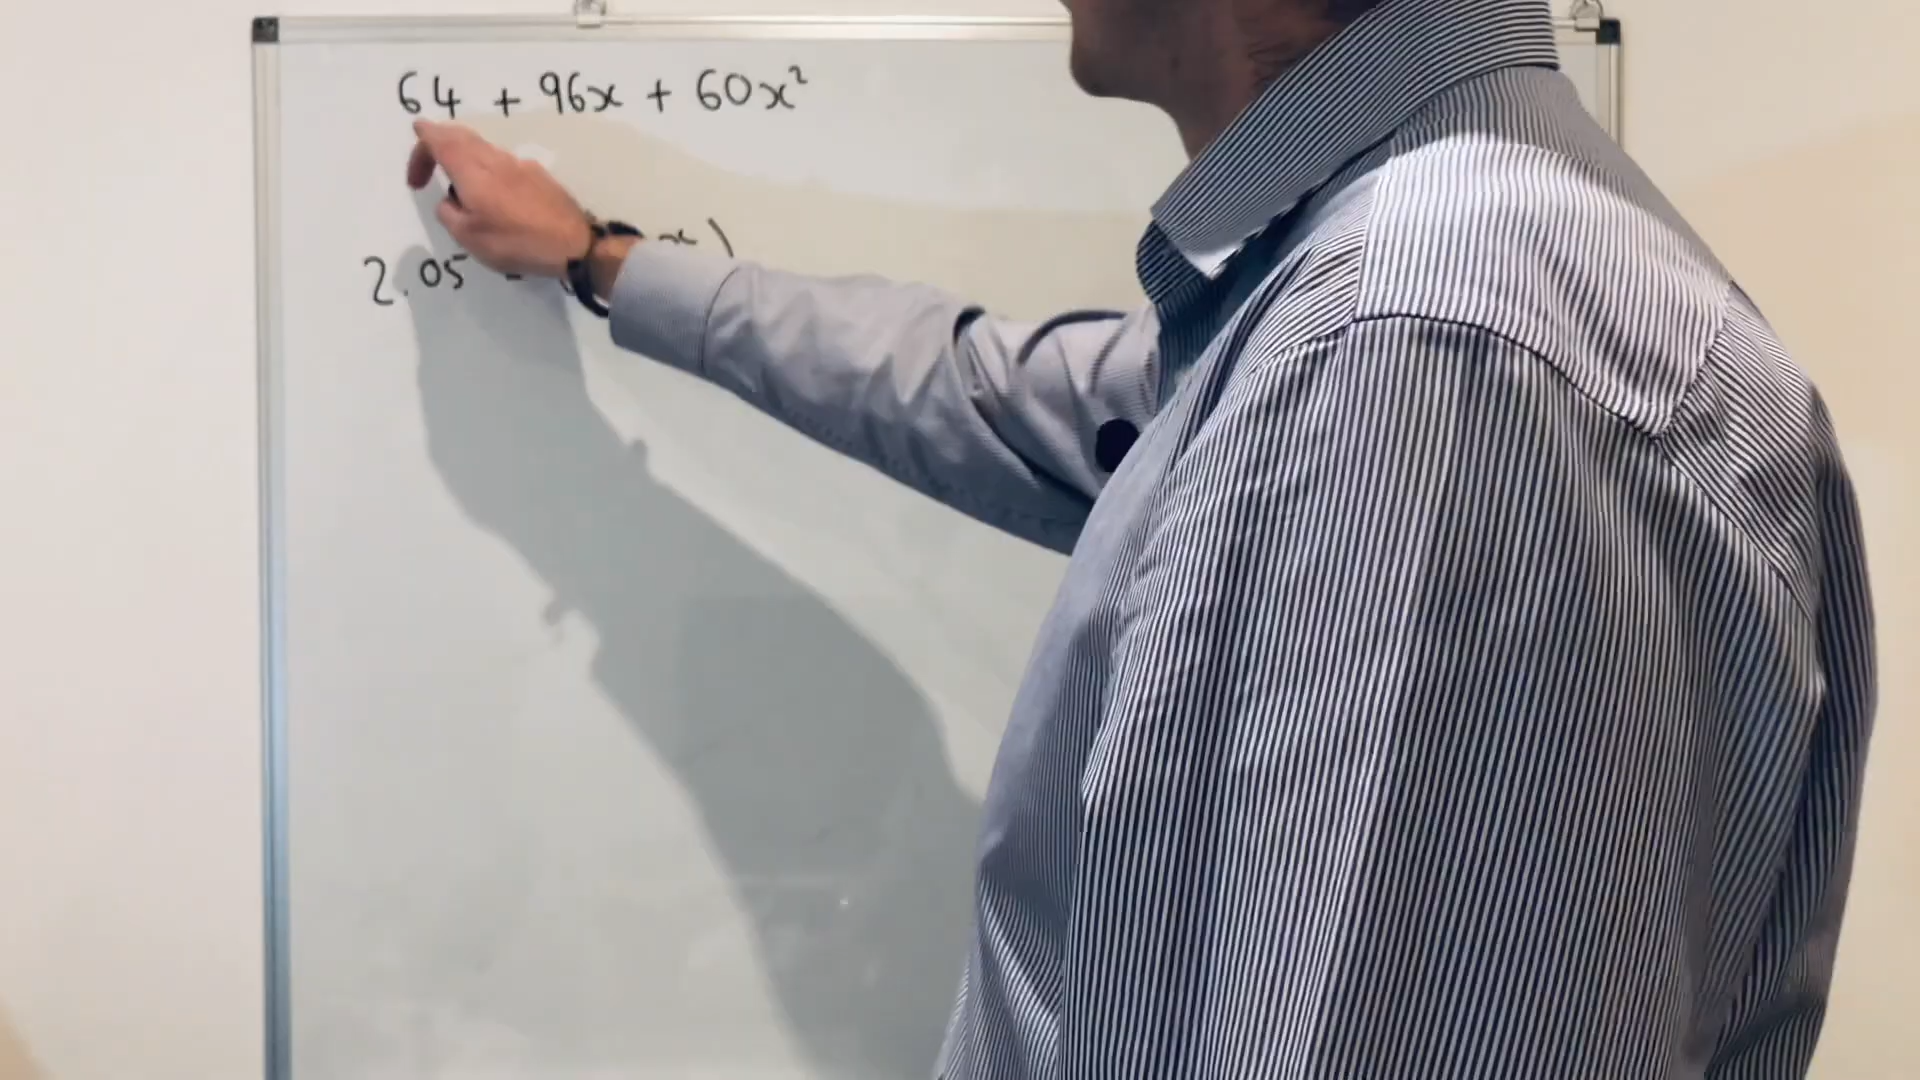 64 + 96x + 60x²
2.05 = x )